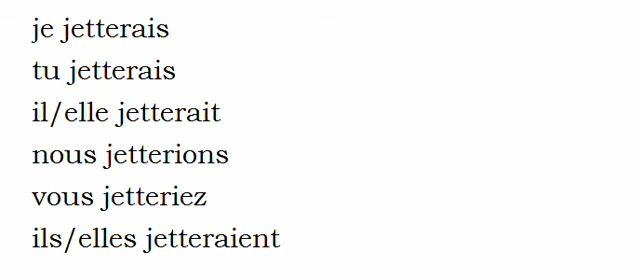 je jetterais
tu jetterais
il/elle jetterait
nous jetterions
vous jetteriez
ils/elles jetteraient